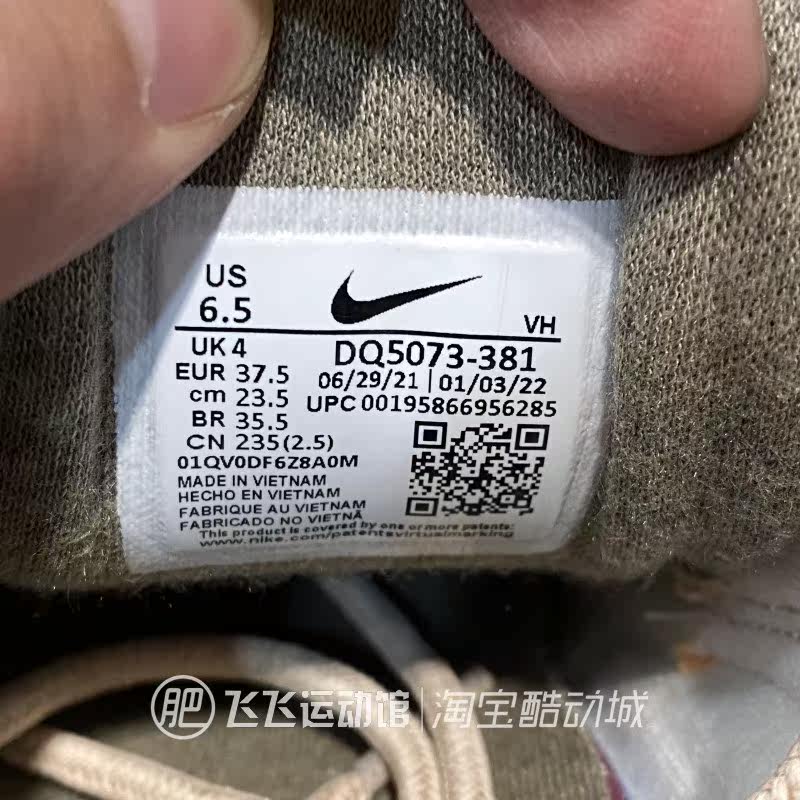 US
6.5
VH
UK 4
DQ5073-381
EUR 37.5
06/29/21 | 01/03/22
cm 23.5
UPC 00195866956285
BR 35.5
CN 235(2.5)
01QV0DF6Z8A0M
MADE IN VIETNAM
HECHO EN VIETNAM
FABRIQUE AU VIETNAM
FABRICADO NO VIETNÃ
This product is covered by one or more patents:
www.nike.com/patentsvirtualmarking
肥 飞飞运动馆 | 淘宝酷动城